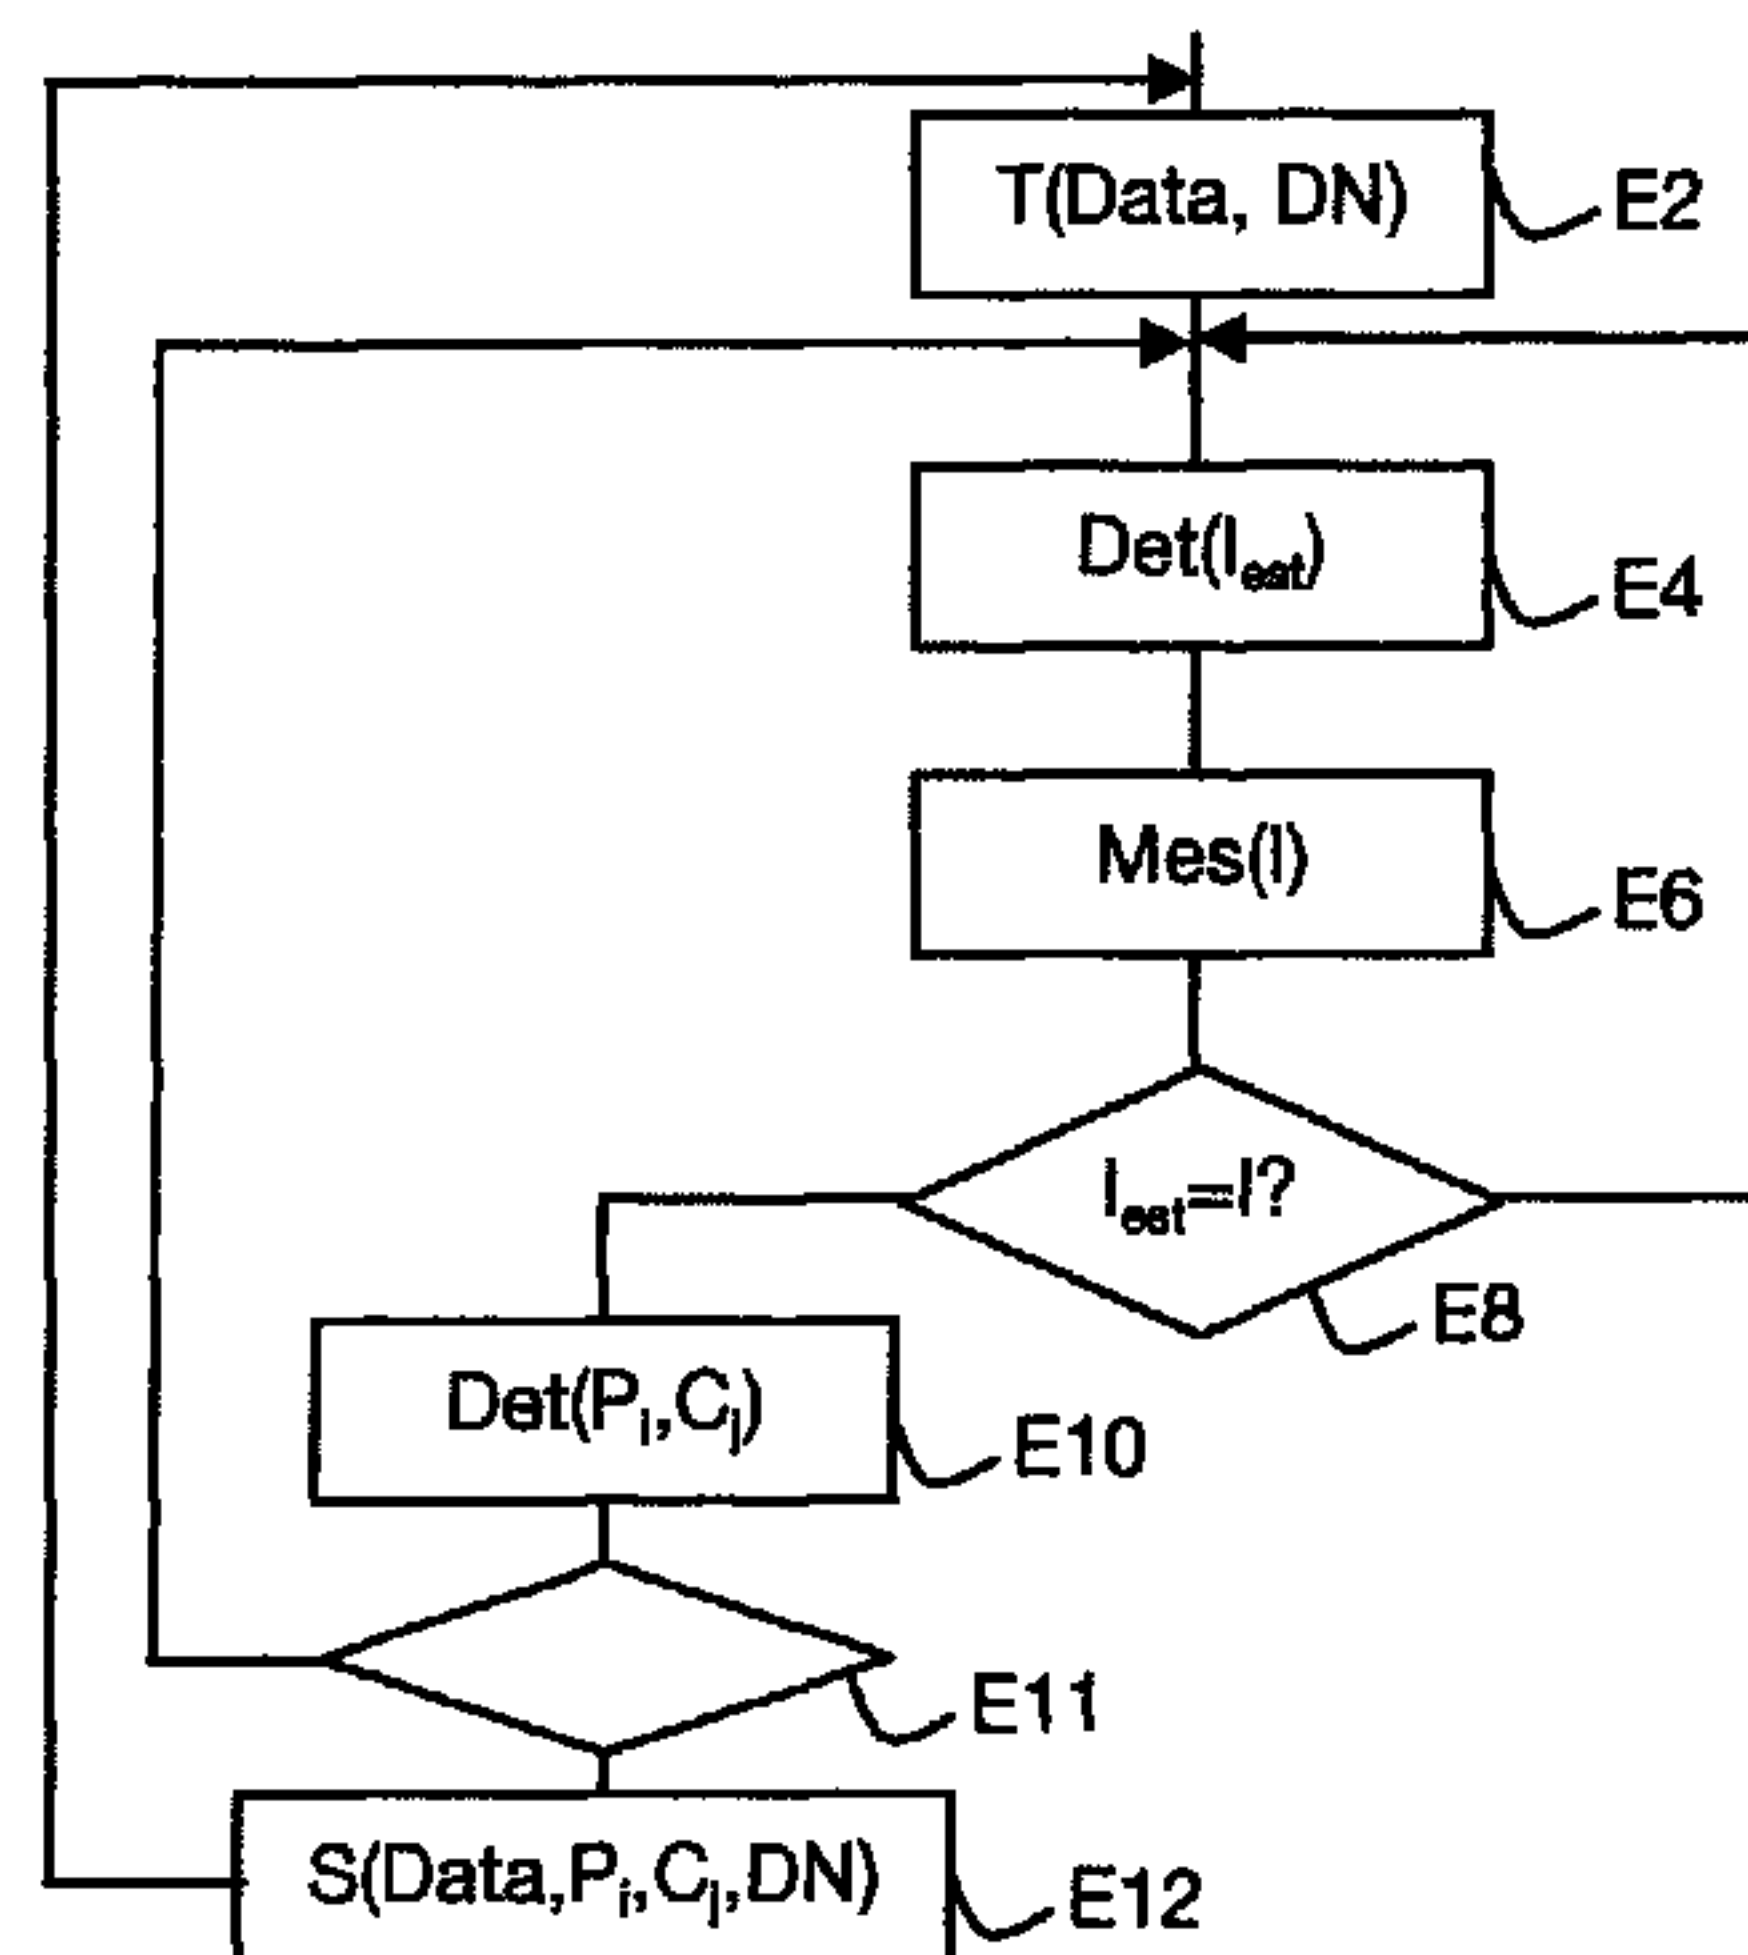 T(Data, DN)
E2
Det(Iest)
E4
Mes(I)
E6
Iest=I?
E8
Det(Pi,Cj)
E10
E11
S(Data,Pi,Cj,DN)
E12